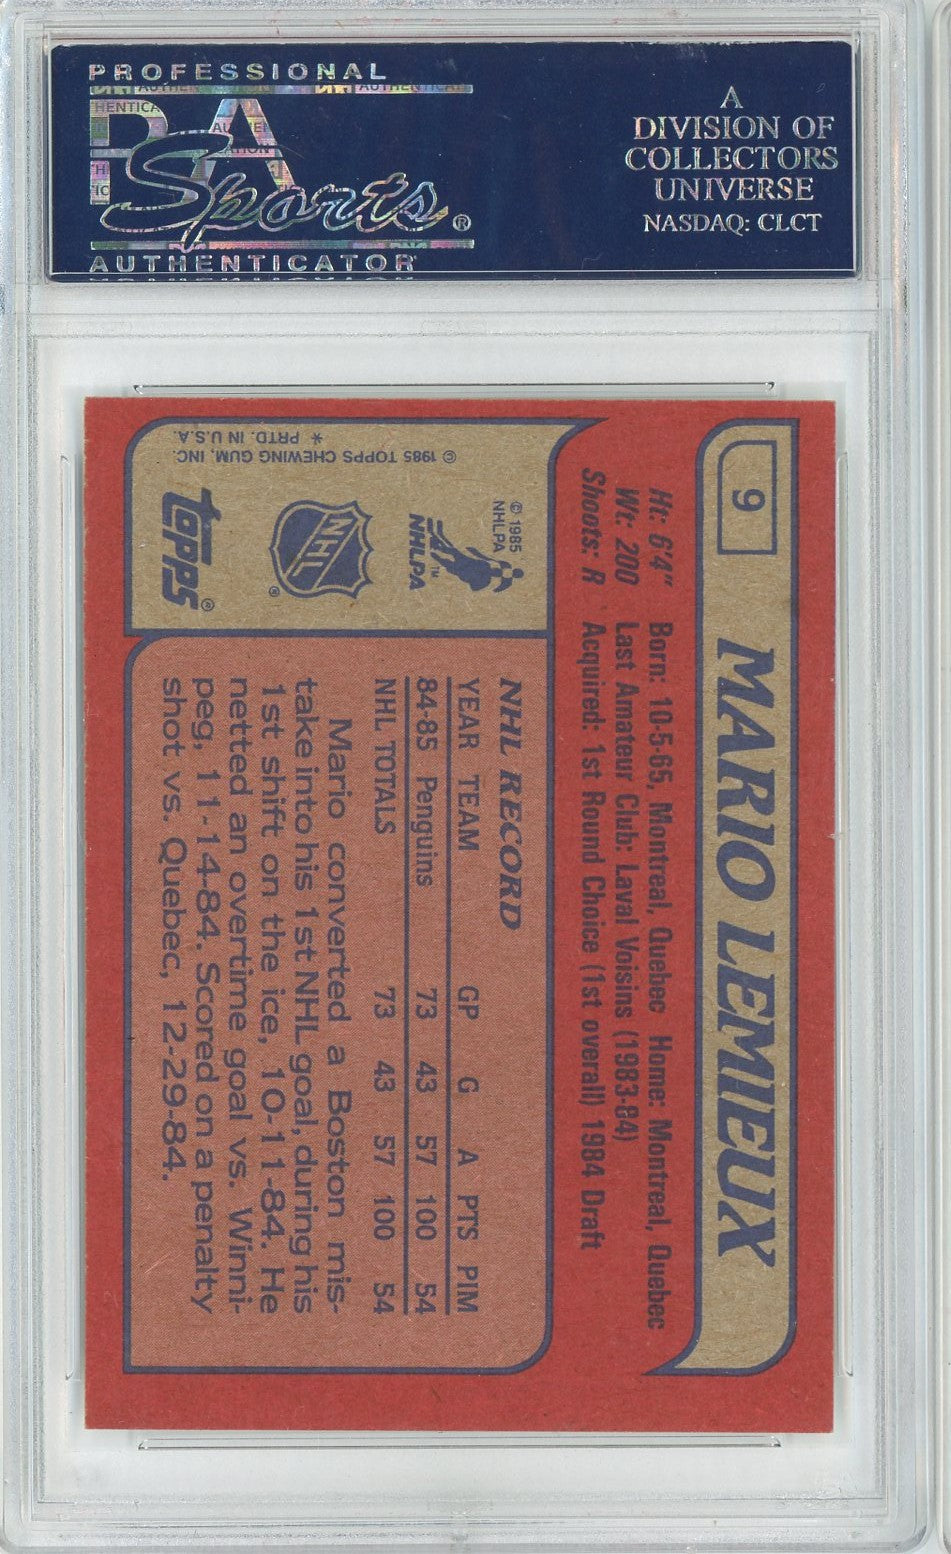 PROFESSIONAL
PSA
Sports®
AUTHENTICATOR
A
DIVISION OF
COLLECTORS
UNIVERSE
NASDAQ: CLCT
9
MARIO LEMIEUX
Ht: 6'4" Born: 10-5-65, Montreal, Quebec Home: Montreal, Quebec
Wt: 200 Last Amateur Club: Laval Voisins (1983-84)
Shoots: R Acquired: 1st Round Choice (1st overall) 1984 Draft
© 1985
NHLPA
NHLPA™
NHL®
TOPPS®
© 1985 TOPPS CHEWING GUM, INC.
* PRTD. IN U.S.A.
NHL RECORD
YEAR TEAM GP G A PTS PIM
84-85 Penguins 73 43 57 100 54
NHL TOTALS 73 43 57 100 54
Mario converted a Boston mis-
take into his 1st NHL goal, during his
1st shift on the ice, 10-11-84. He
netted an overtime goal vs. Winni-
peg, 11-14-84. Scored on a penalty
shot vs. Quebec, 12-29-84.